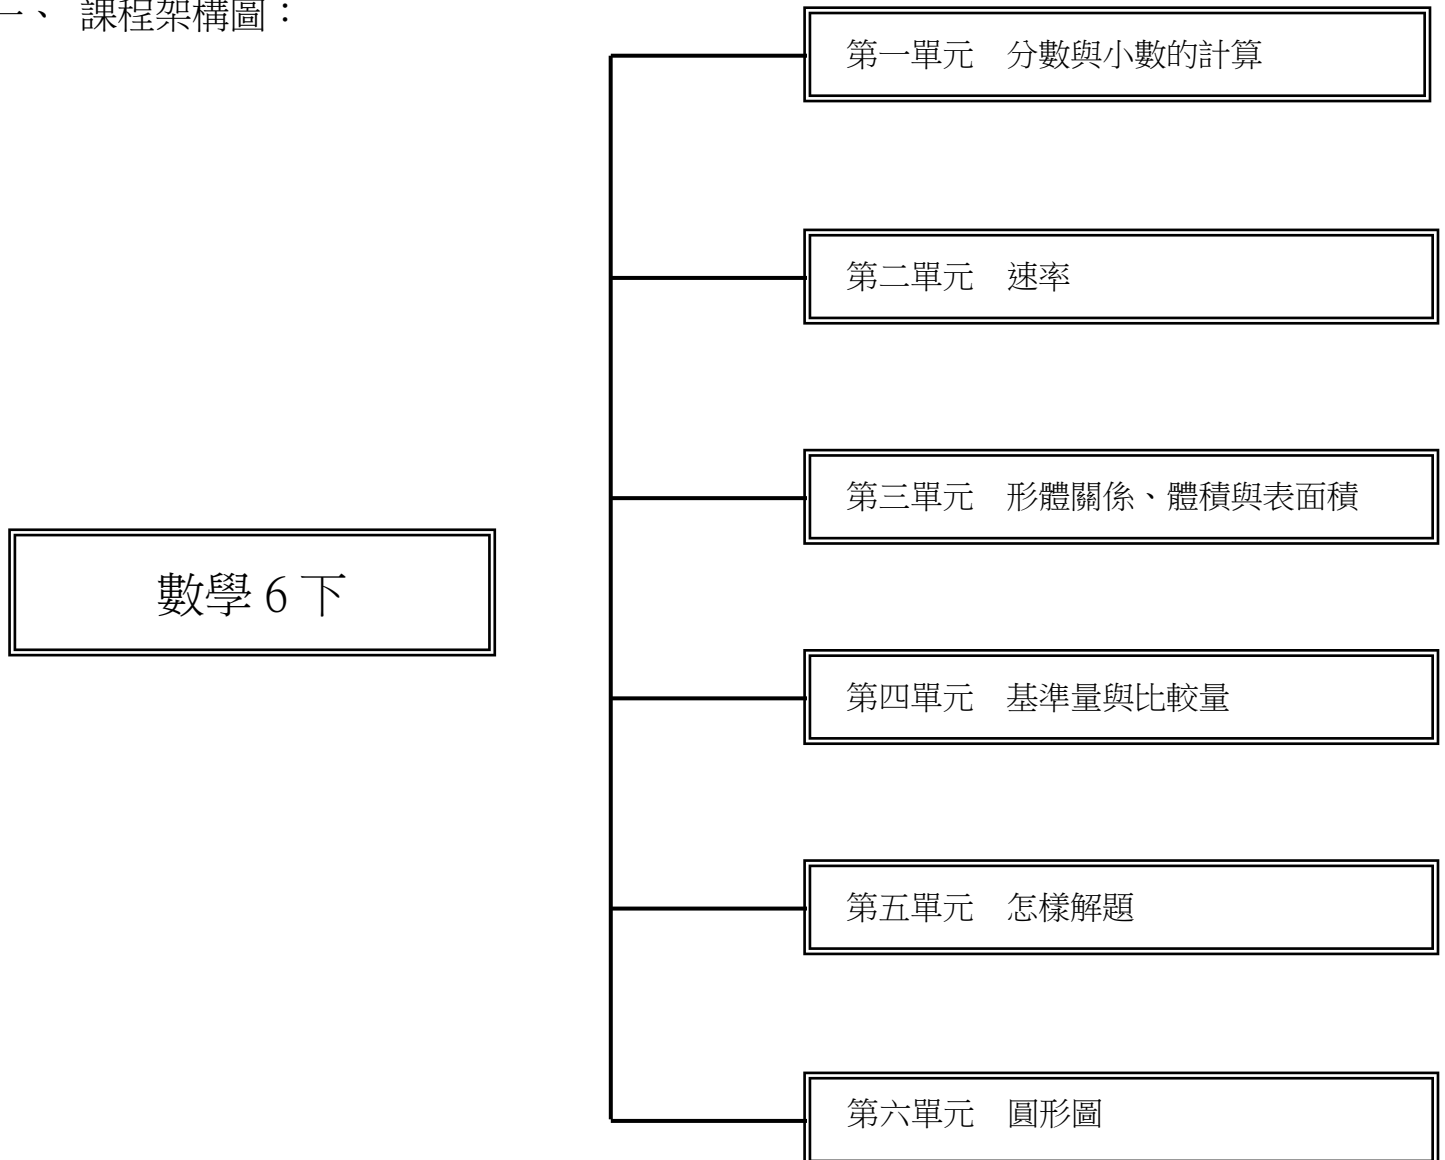 一、 課程架構圖：
第一單元　分數與小數的計算
第二單元　速率
第三單元　形體關係、體積與表面積
數學 6 下
第四單元　基準量與比較量
第五單元　怎樣解題
第六單元　圓形圖